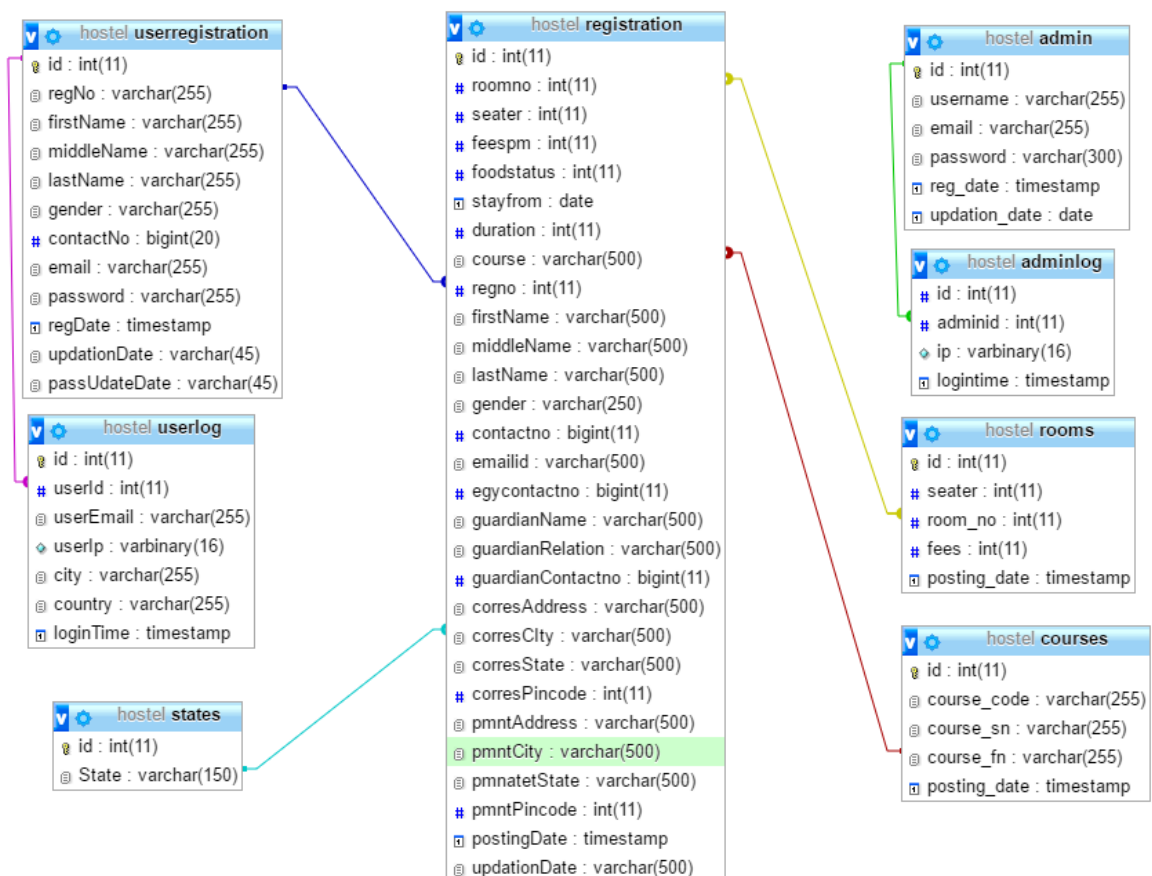 hostel userregistration
id : int(11)
regNo : varchar(255)
firstName : varchar(255)
middleName : varchar(255)
lastName : varchar(255)
gender : varchar(255)
contactNo : bigint(20)
email : varchar(255)
password : varchar(255)
regDate : timestamp
updationDate : varchar(45)
passUdateDate : varchar(45)
hostel userlog
id : int(11)
userId : int(11)
userEmail : varchar(255)
userIp : varbinary(16)
city : varchar(255)
country : varchar(255)
loginTime : timestamp
hostel states
id : int(11)
State : varchar(150)
hostel registration
id : int(11)
roomno : int(11)
seater : int(11)
feespm : int(11)
foodstatus : int(11)
stayfrom : date
duration : int(11)
course : varchar(500)
regno : int(11)
firstName : varchar(500)
middleName : varchar(500)
lastName : varchar(500)
gender : varchar(250)
contactno : bigint(11)
emailid : varchar(500)
egycontactno : bigint(11)
guardianName : varchar(500)
guardianRelation : varchar(500)
guardianContactno : bigint(11)
corresAddress : varchar(500)
corresCIty : varchar(500)
corresState : varchar(500)
corresPincode : int(11)
pmntAddress : varchar(500)
pmntCity : varchar(500)
pmnatetState : varchar(500)
pmntPincode : int(11)
postingDate : timestamp
updationDate : varchar(500)
hostel admin
id : int(11)
username : varchar(255)
email : varchar(255)
password : varchar(300)
reg_date : timestamp
updation_date : date
hostel adminlog
id : int(11)
adminid : int(11)
ip : varbinary(16)
logintime : timestamp
hostel rooms
id : int(11)
seater : int(11)
room_no : int(11)
fees : int(11)
posting_date : timestamp
hostel courses
id : int(11)
course_code : varchar(255)
course_sn : varchar(255)
course_fn : varchar(255)
posting_date : timestamp